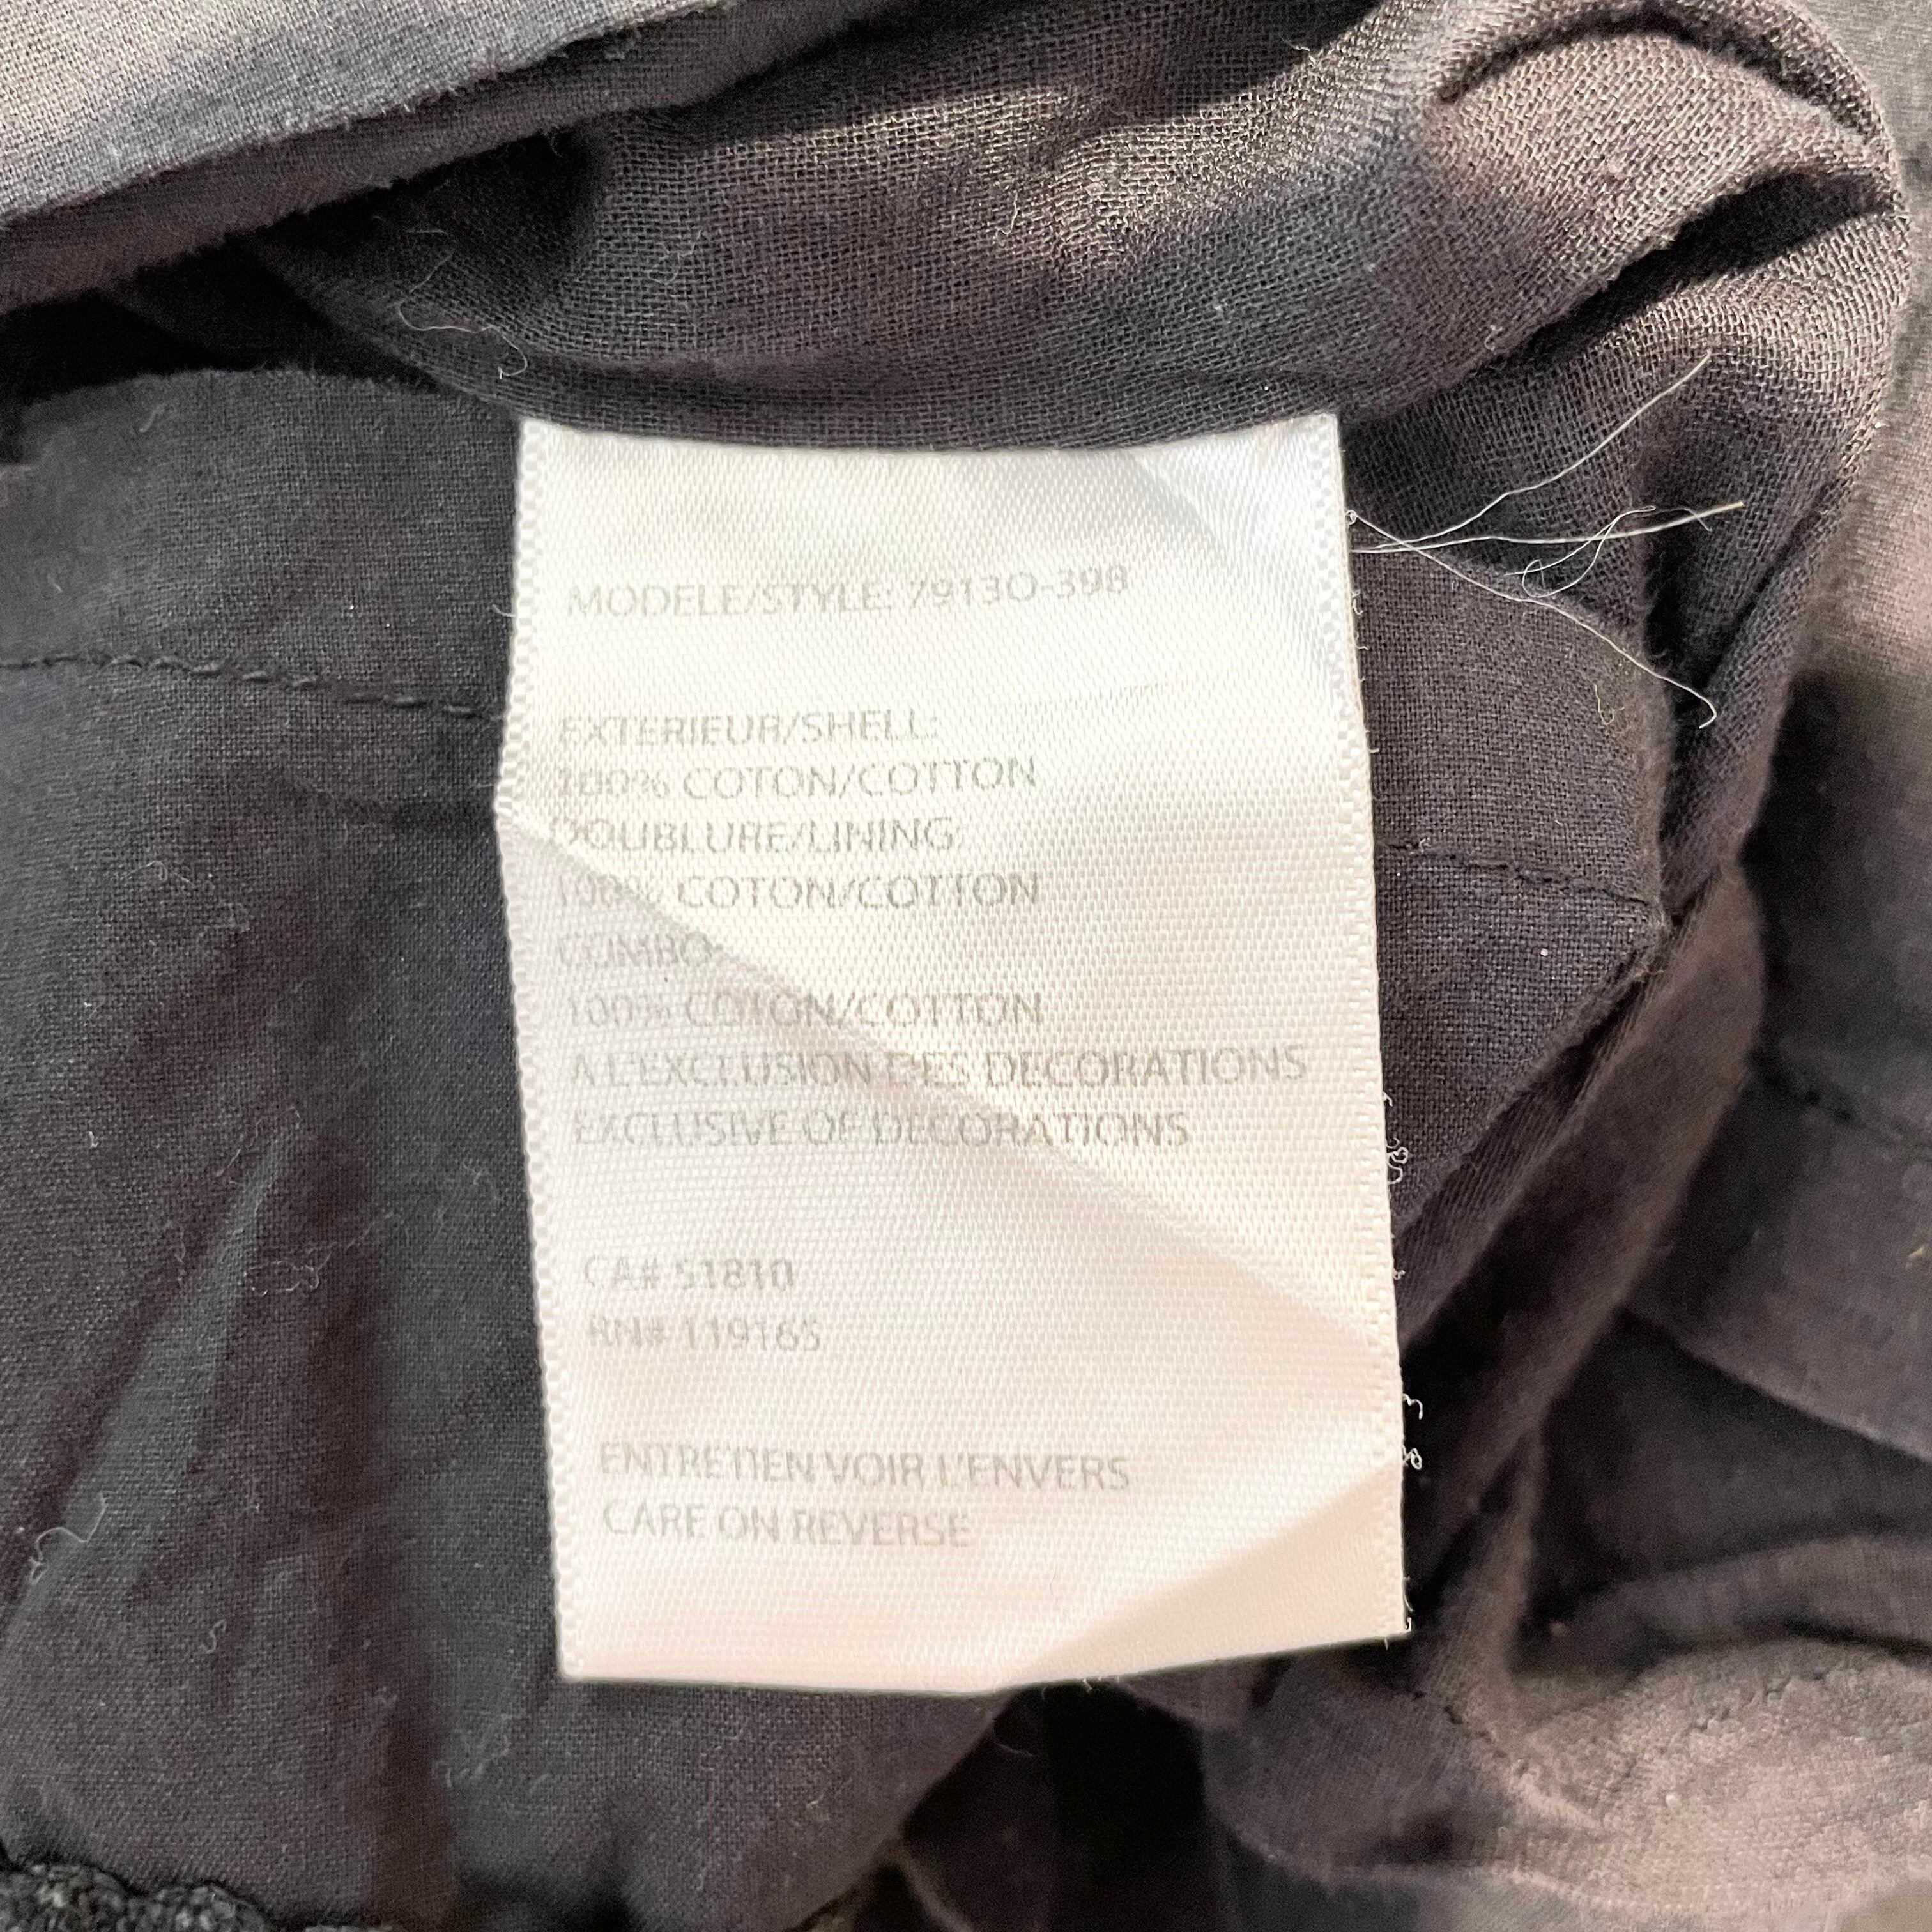 MODELE/STYLE: 7913O-398
EXTERIEUR/SHELL:
100% COTON/COTTON
DOUBLURE/LINING:
100% COTON/COTTON
COMBO:
100% COTON/COTTON
A L'EXCLUSION DES DECORATIONS
EXCLUSIVE OF DECORATIONS
CA# 51810
RN# 119165
ENTRETIEN VOIR L'ENVERS
CARE ON REVERSE